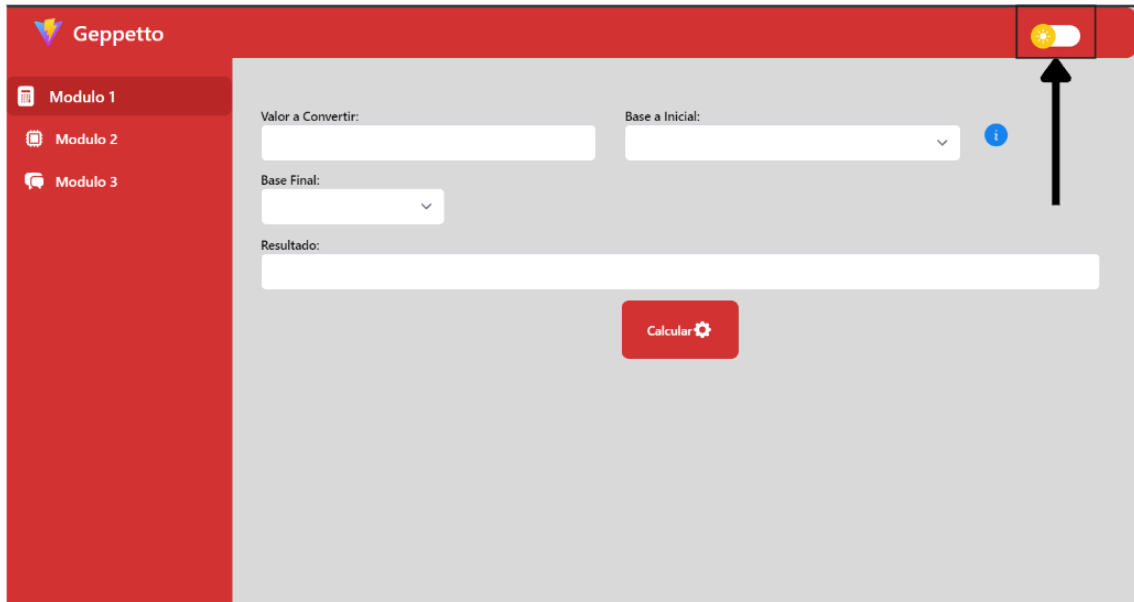 Geppetto
Modulo 1
Modulo 2
Modulo 3
Valor a Convertir:
Base a Inicial:
i
Base Final:
Resultado:
Calcular